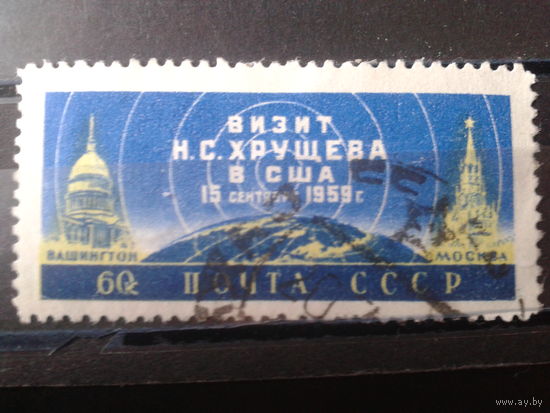 ВИЗИТ
Н.С. ХРУЩЕВА
В США
15 СЕНТЯБРЯ 1959 г.
ВАШИНГТОН
МОСКВА
60к
ПОЧТА СССР
www.ay.by